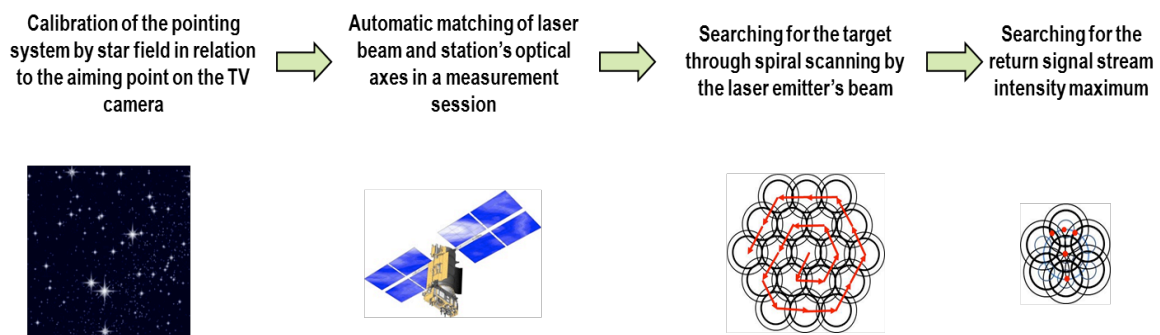 Calibration of the pointing
system by star field in relation
to the aiming point on the TV
camera
Automatic matching of laser
beam and station's optical
axes in a measurement
session
Searching for the target
through spiral scanning by
the laser emitter's beam
Searching for the
return signal stream
intensity maximum